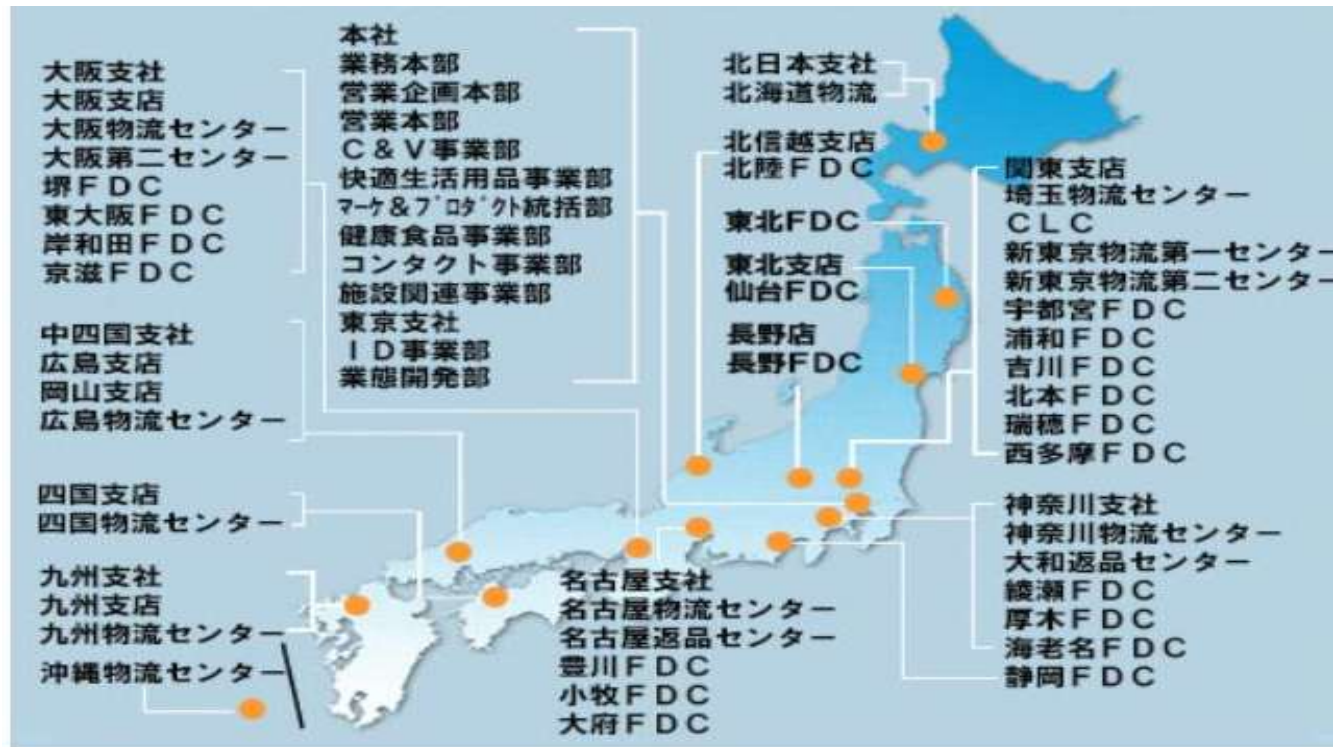 大阪支社
大阪支店
大阪物流センター
大阪第二センター
堺ＦＤＣ
東大阪ＦＤＣ
岸和田ＦＤＣ
京滋ＦＤＣ
中四国支社
広島支店
岡山支店
広島物流センター
四国支店
四国物流センター
九州支社
九州支店
九州物流センター
沖縄物流センター
本社
業務本部
営業企画本部
営業本部
Ｃ＆Ｖ事業部
快適生活用品事業部
ﾏｰｹ＆ﾌﾟﾛﾀﾞｸﾄ統括部
健康食品事業部
コンタクト事業部
施設関連事業部
東京支社
ＩＤ事業部
業態開発部
名古屋支社
名古屋物流センター
名古屋返品センター
豊川ＦＤＣ
小牧ＦＤＣ
大府ＦＤＣ
北日本支社
北海道物流
北信越支店
北陸ＦＤＣ
東北FDC
東北支店
仙台FDC
長野店
長野FDC
関東支店
埼玉物流センター
ＣＬＣ
新東京物流第一センター
新東京物流第二センター
宇都宮ＦＤＣ
浦和ＦＤＣ
吉川ＦＤＣ
北本ＦＤＣ
瑞穂ＦＤＣ
西多摩ＦＤＣ
神奈川支社
神奈川物流センター
大和返品センター
綾瀬ＦＤＣ
厚木ＦＤＣ
海老名ＦＤＣ
静岡ＦＤＣ